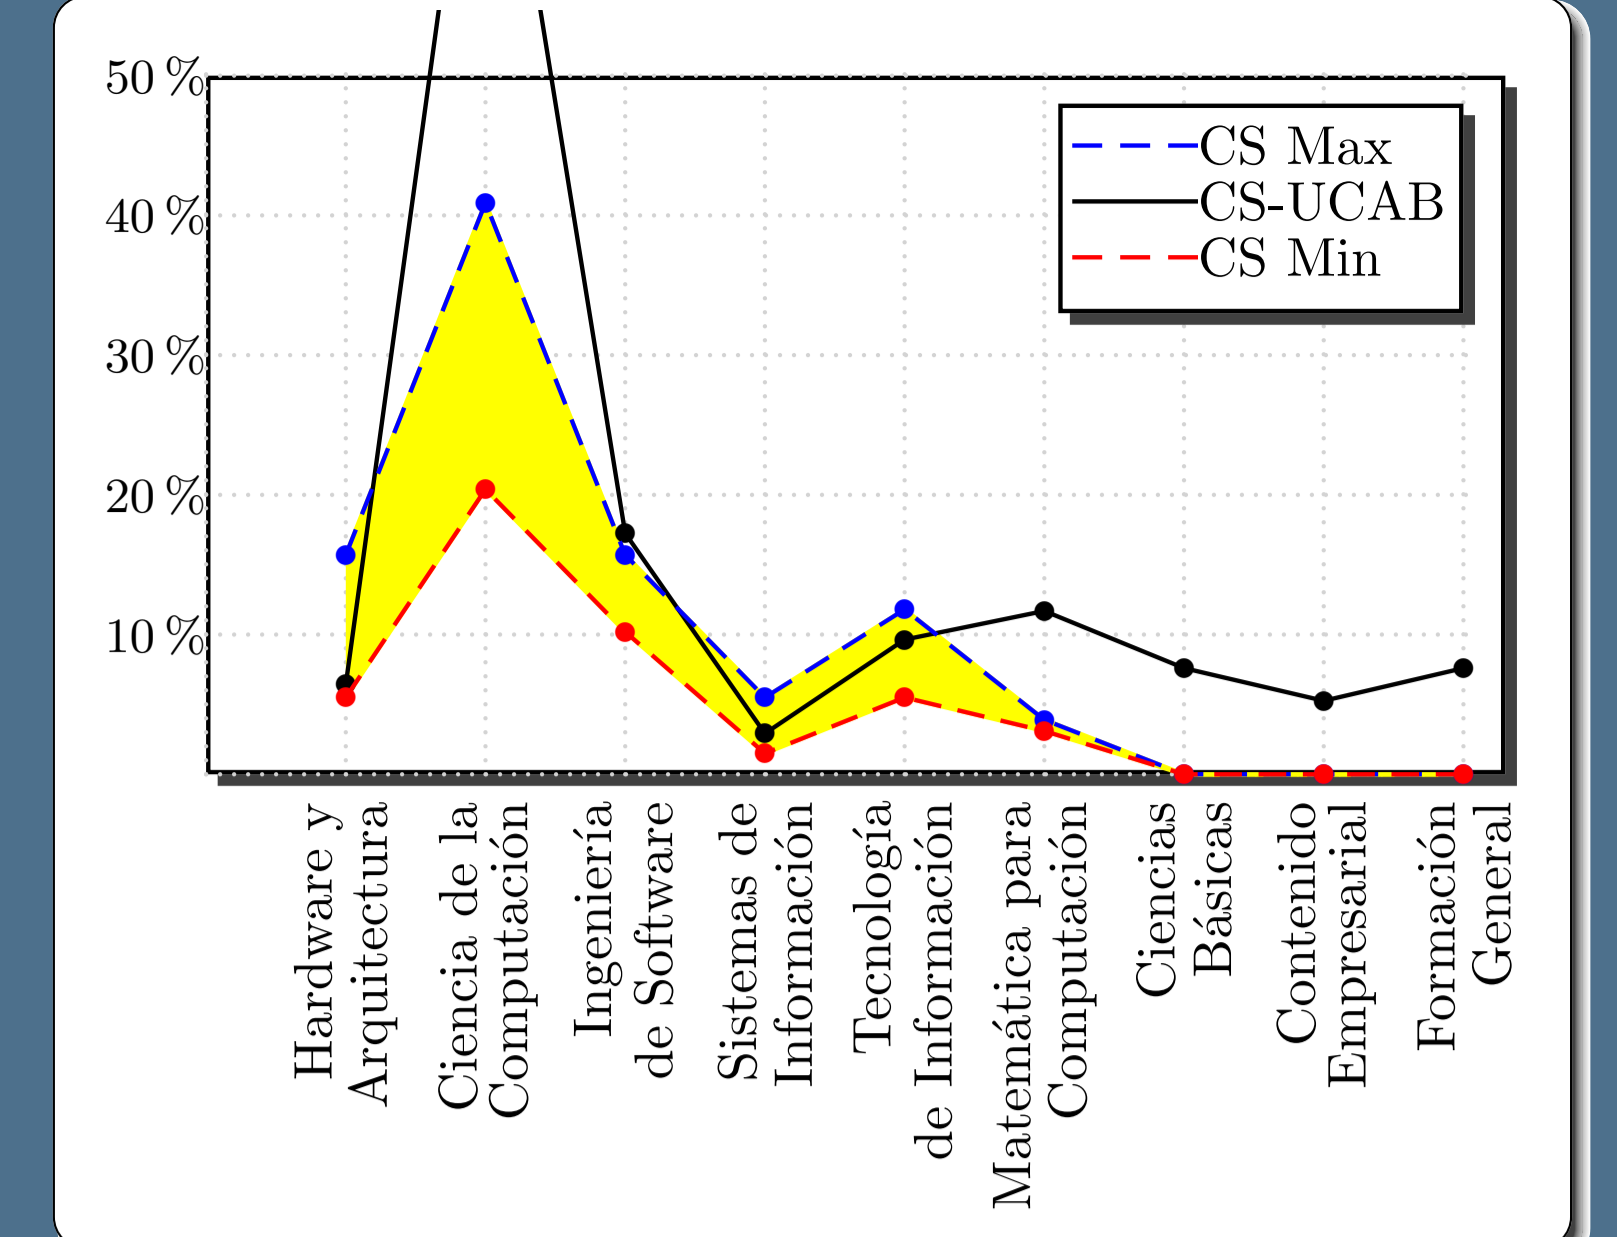 50 %
40 %
30 %
20 %
10 %
CS Max
CS-UCAB
CS Min
Hardware y
Arquitectura
Ciencia de la
Computación
Ingeniería
de Software
Sistemas de
Información
Tecnología
de Información
Matemática para
Computación
Ciencias
Básicas
Contenido
Empresarial
Formación
General